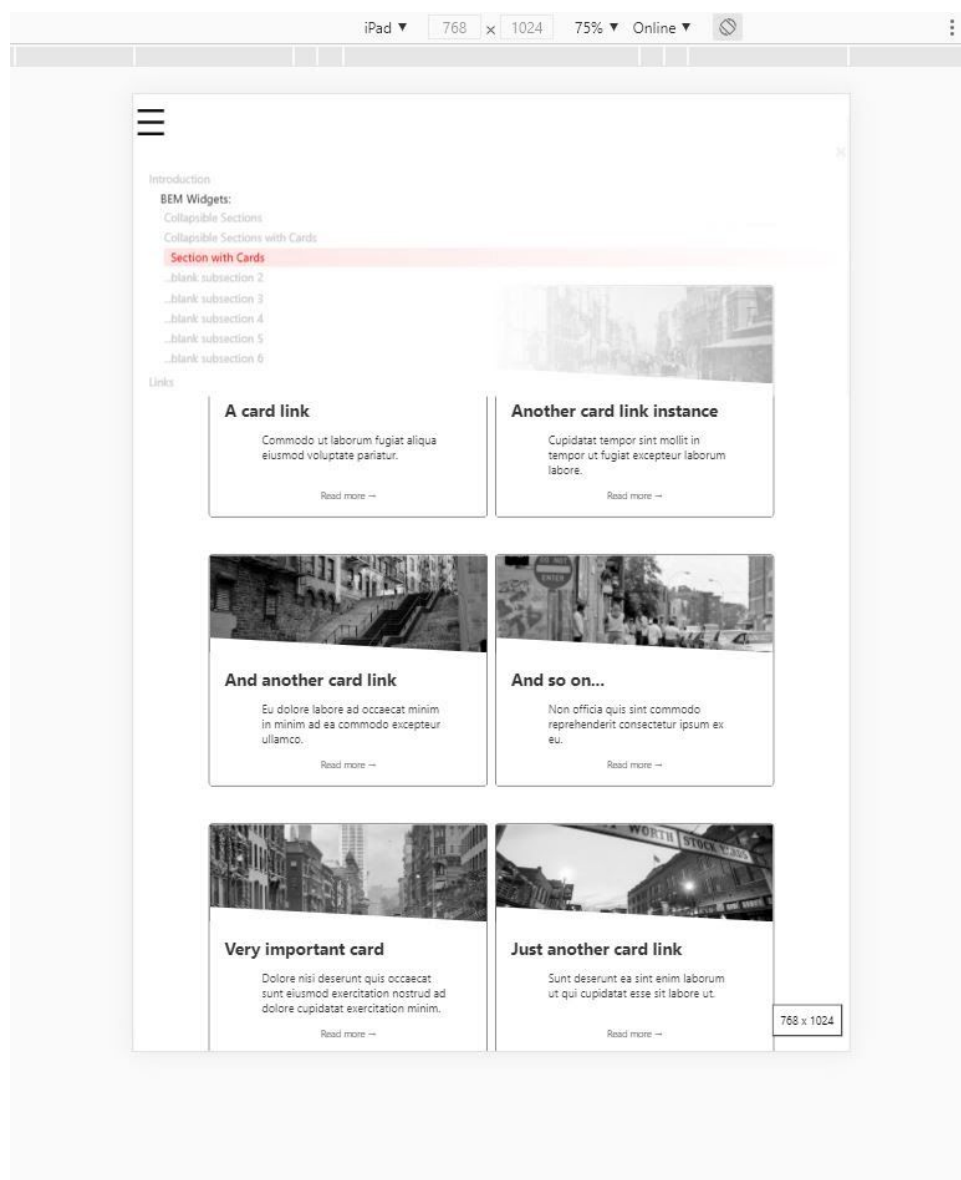 iPad ▼ 768 × 1024 75% ▼ Online ▼
Introduction
BEM Widgets:
Collapsible Sections
Collapsible Sections with Cards
Section with Cards
...blank subsection 2
...blank subsection 3
...blank subsection 4
...blank subsection 5
...blank subsection 6
Links
A card link
Commodo ut laborum fugiat aliqua
eiusmod voluptate pariatur.
Read more →
Another card link instance
Cupidatat tempor sint mollit in
tempor ut fugiat excepteur laborum
labore.
Read more →
DO NOT
ENTER
And another card link
Eu dolore labore ad occaecat minim
in minim ad ea commodo excepteur
ullamco.
Read more →
And so on...
Non officia quis sint commodo
reprehenderit consectetur ipsum ex
eu.
Read more →
WORTH STOCK YARDS
Very important card
Dolore nisi deserunt quis occaecat
sunt eiusmod exercitation nostrud ad
dolore cupidatat exercitation minim.
Read more →
Just another card link
Sunt deserunt ea sint enim laborum
ut qui cupidatat esse sit labore ut.
Read more →
768 x 1024